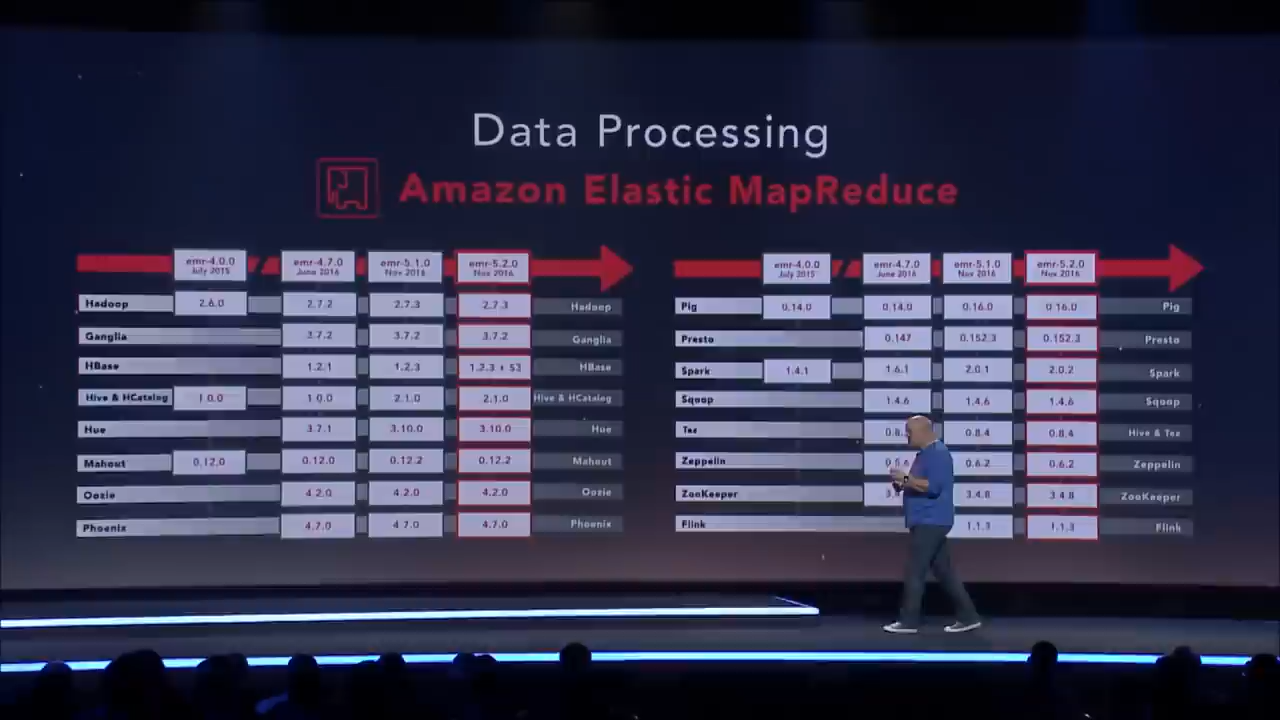 Data Processing
Amazon Elastic MapReduce
emr-4.0.0 emr-4.7.0 emr-5.1.0 emr-5.2.0
July 2015 June 2016 Nov 2016 Nov 2016
Hadoop 2.6.0 2.7.2 2.7.3 2.7.3 Hadoop
Ganglia 3.7.2 3.7.2 3.7.2 Ganglia
HBase 1.2.1 1.2.3 1.2.3 + S3 HBase
Hive & HCatalog 1.0.0 1.0.0 2.1.0 2.1.0 Hive & HCatalog
Hue 3.7.1 3.10.0 3.10.0 Hue
Mahout 0.12.0 0.12.0 0.12.2 0.12.2 Mahout
Oozie 4.2.0 4.2.0 4.2.0 Oozie
Phoenix 4.7.0 4.7.0 4.7.0 Phoenix
emr-4.0.0 emr-4.7.0 emr-5.1.0 emr-5.2.0
July 2015 June 2016 Nov 2016 Nov 2016
Pig 0.14.0 0.14.0 0.16.0 0.16.0 Pig
Presto 0.147 0.152.3 0.152.3 Presto
Spark 1.4.1 1.6.1 2.0.1 2.0.2 Spark
Sqoop 1.4.6 1.4.6 1.4.6 Sqoop
Tez 0.8.4 0.8.4 Hive & Tez
Zeppelin 0.6.2 0.6.2 Zeppelin
ZooKeeper 3.4.8 3.4.8 ZooKeeper
Flink 1.1.3 1.1.3 Flink